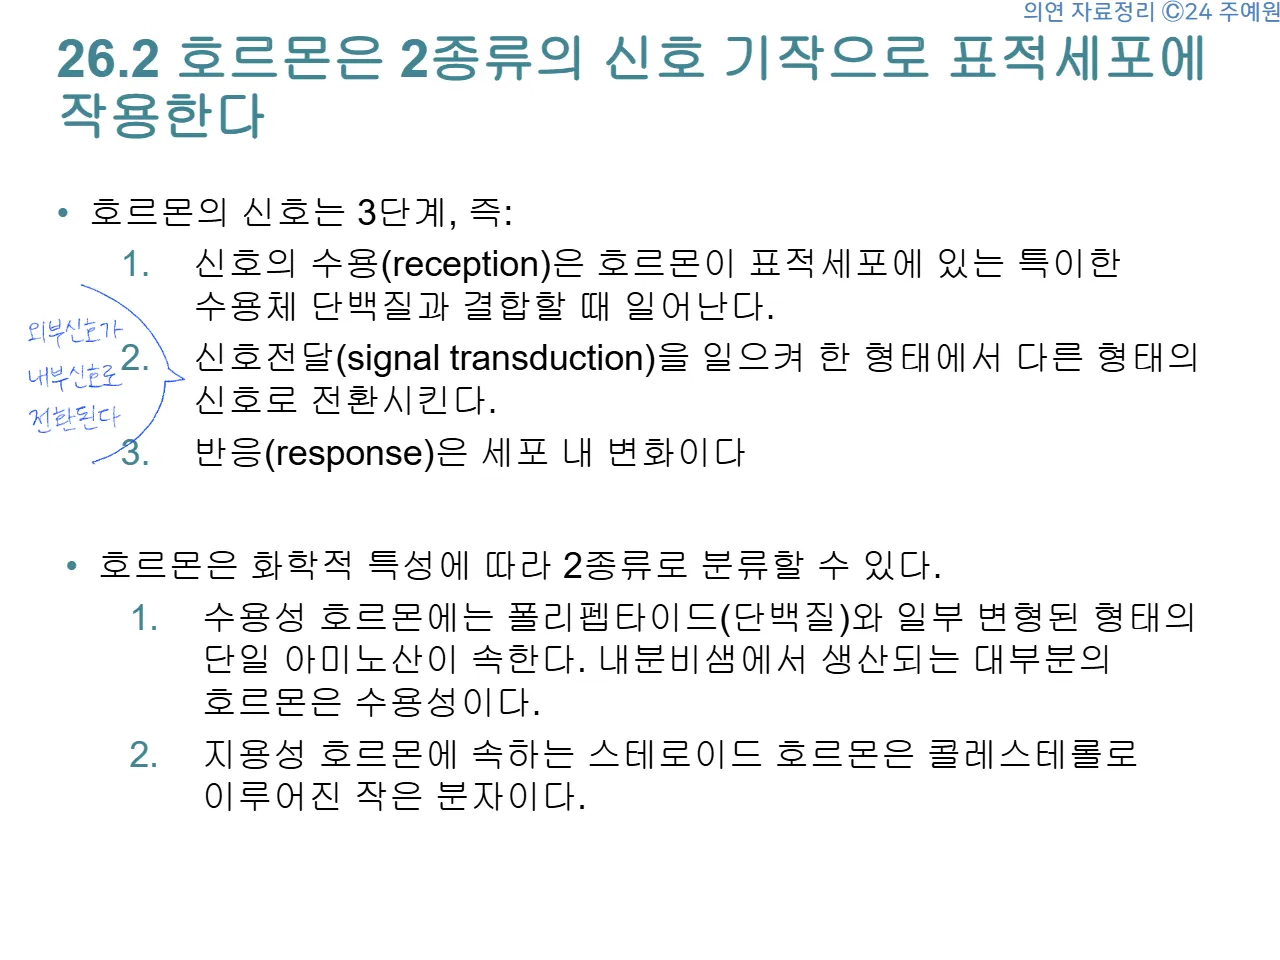 의연 자료정리 Ⓒ24 주예원
26.2 호르몬은 2종류의 신호 기작으로 표적세포에
작용한다
• 호르몬의 신호는 3단계, 즉:
1. 신호의 수용(reception)은 호르몬이 표적세포에 있는 특이한
수용체 단백질과 결합할 때 일어난다.
2. 신호전달(signal transduction)을 일으켜 한 형태에서 다른 형태의
신호로 전환시킨다.
3. 반응(response)은 세포 내 변화이다
외부신호가
내부신호로
전환된다
• 호르몬은 화학적 특성에 따라 2종류로 분류할 수 있다.
1. 수용성 호르몬에는 폴리펩타이드(단백질)와 일부 변형된 형태의
단일 아미노산이 속한다. 내분비샘에서 생산되는 대부분의
호르몬은 수용성이다.
2. 지용성 호르몬에 속하는 스테로이드 호르몬은 콜레스테롤로
이루어진 작은 분자이다.